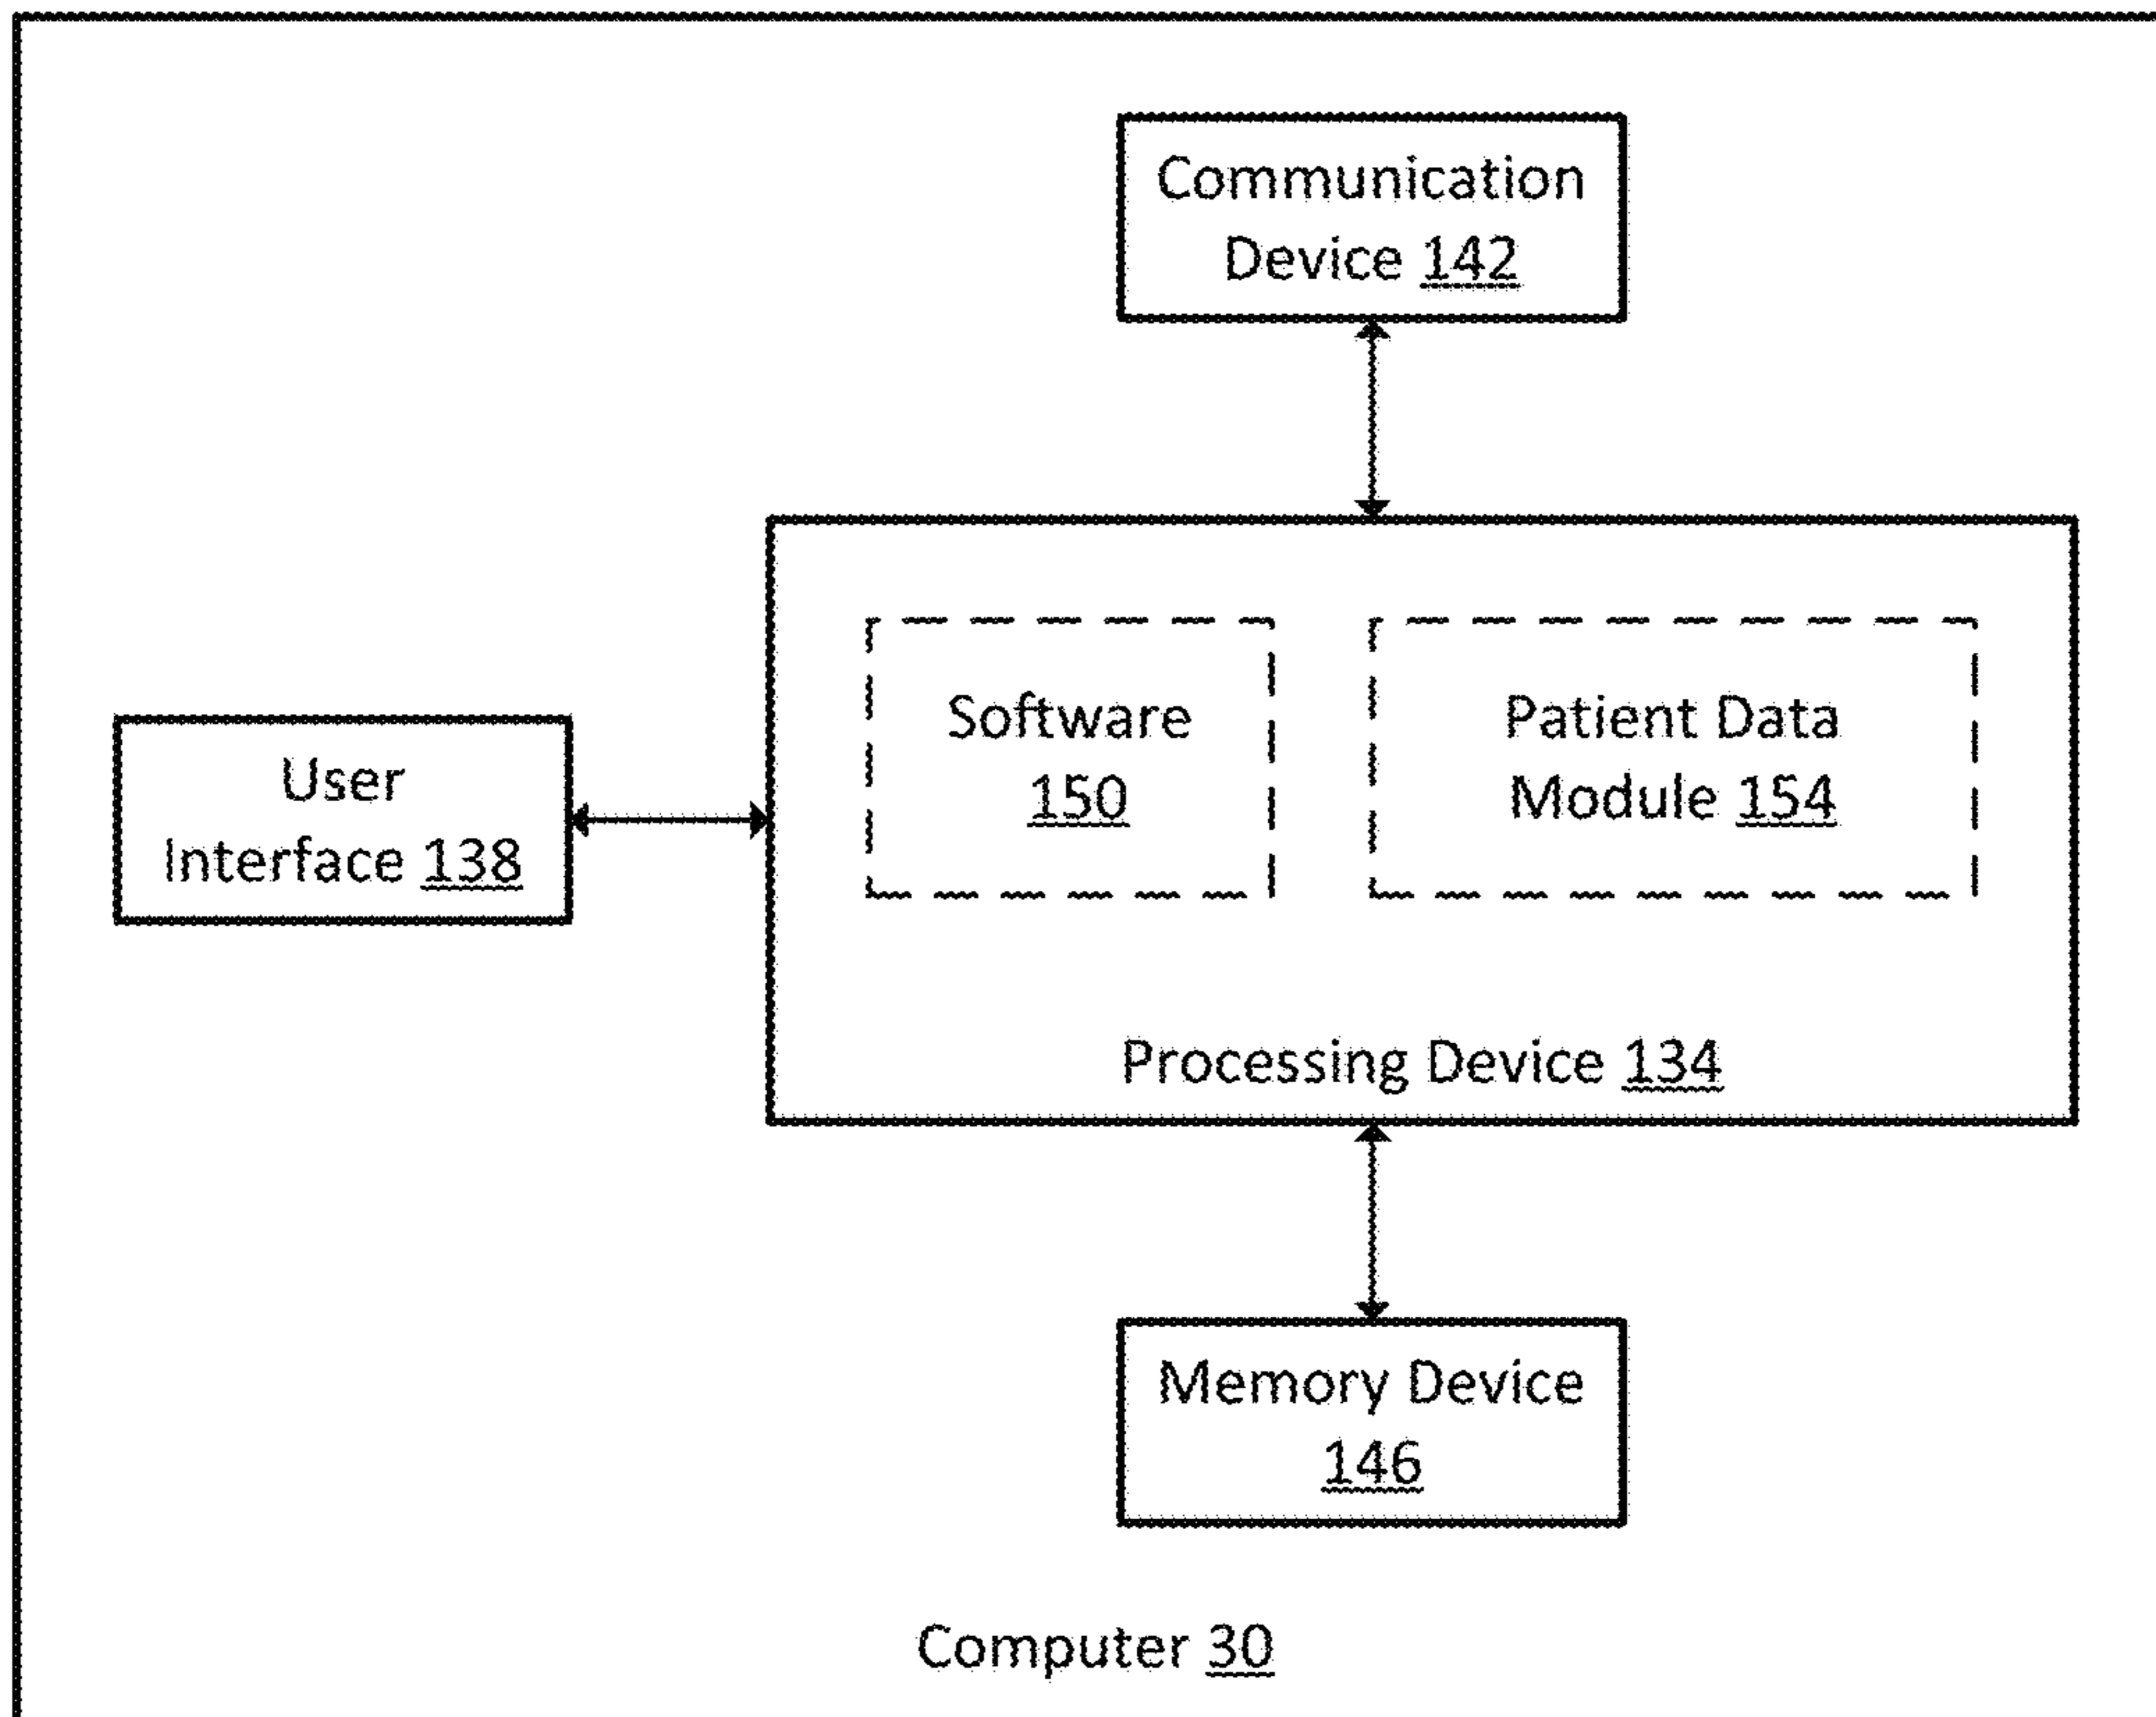 Communication
Device 142
Software
150
Patient Data
Module 154
User
Interface 138
Processing Device 134
Memory Device
146
Computer 30